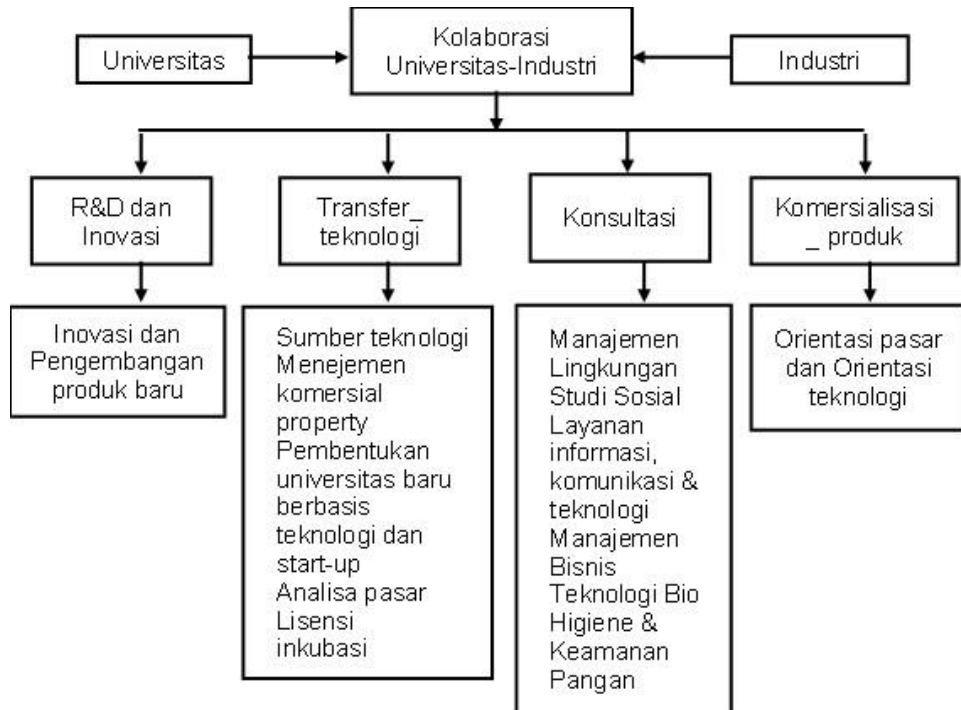 Universitas
Kolaborasi
Universitas-Industri
Industri
R&D dan
Inovasi
Transfer_
teknologi
Konsultasi
Komersialisasi
_ produk
Inovasi dan
Pengembangan
produk baru
Sumber teknologi
Menejemen
komersial
property
Pembentukan
universitas baru
berbasis
teknologi dan
start-up
Analisa pasar
Lisensi
inkubasi
Manajemen
Lingkungan
Studi Sosial
Layanan
informasi,
komunikasi &
teknologi
Manajemen
Bisnis
Teknologi Bio
Higiene &
Keamanan
Pangan
Orientasi pasar
dan Orientasi
teknologi